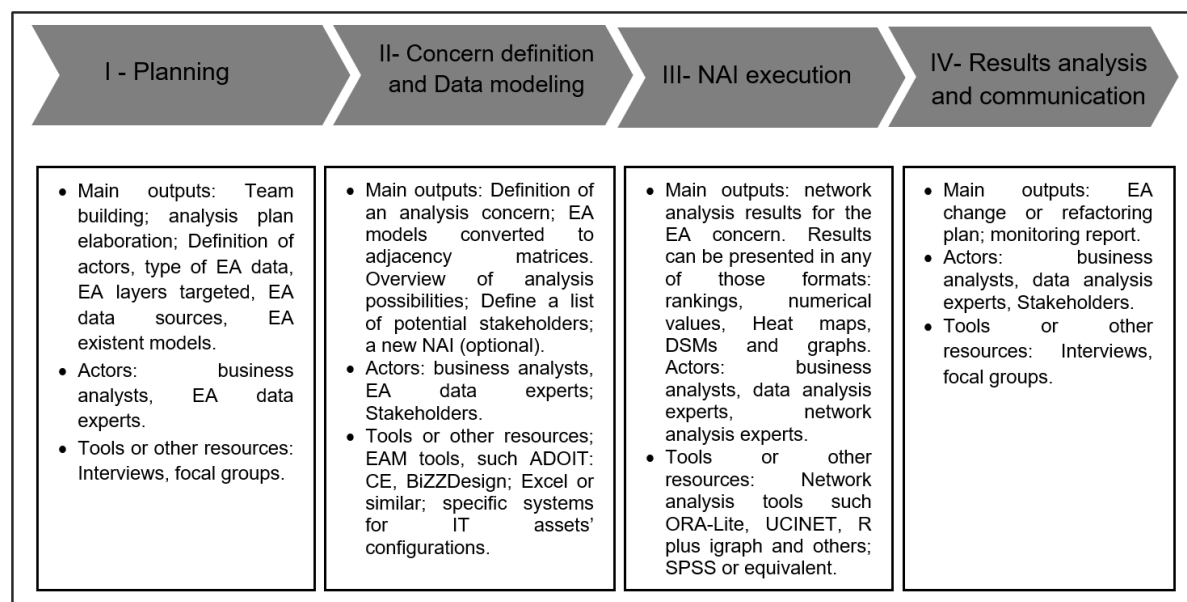 I - Planning
II- Concern definition
and Data modeling
III- NAI execution
IV- Results analysis
and communication
• Main outputs: Team
building; analysis plan
elaboration; Definition of
actors, type of EA data,
EA layers targeted, EA
data sources, EA
existent models.
• Actors: business
analysts, EA data
experts.
• Tools or other resources:
Interviews, focal groups.
• Main outputs: Definition of
an analysis concern; EA
models converted to
adjacency matrices.
Overview of analysis
possibilities; Define a list
of potential stakeholders;
a new NAI (optional).
• Actors: business analysts,
EA data experts;
Stakeholders.
• Tools or other resources;
EAM tools, such ADOIT:
CE, BiZZDesign; Excel or
similar; specific systems
for IT assets’
configurations.
• Main outputs: network
analysis results for the
EA concern. Results
can be presented in any
of those formats:
rankings, numerical
values, Heat maps,
DSMs and graphs.
Actors: business
analysts, data analysis
experts, network
analysis experts.
• Tools or other
resources: Network
analysis tools such
ORA-Lite, UCINET, R
plus igraph and others;
SPSS or equivalent.
• Main outputs: EA
change or refactoring
plan; monitoring report.
• Actors: business
analysts, data analysis
experts, Stakeholders.
• Tools or other
resources: Interviews,
focal groups.